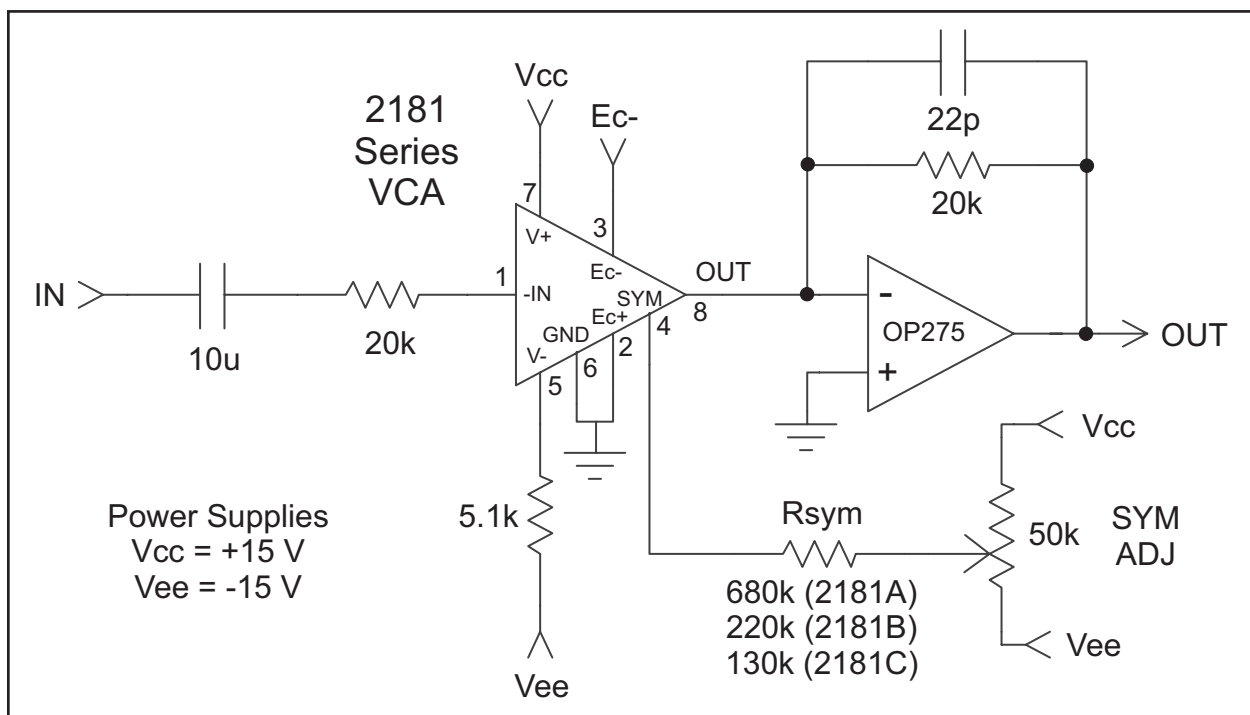 Vcc
2181
Series
VCA
Ec-
22p
20k
7
V+
3
Ec-
IN
10u
20k
1
-IN
OUT
8
SYM
4
Ec+
2
GND
6
V-
5
-
OP275
+
OUT
5.1k
Vee
Power Supplies
Vcc = +15 V
Vee = -15 V
Rsym
680k (2181A)
220k (2181B)
130k (2181C)
Vcc
50k
SYM
ADJ
Vee